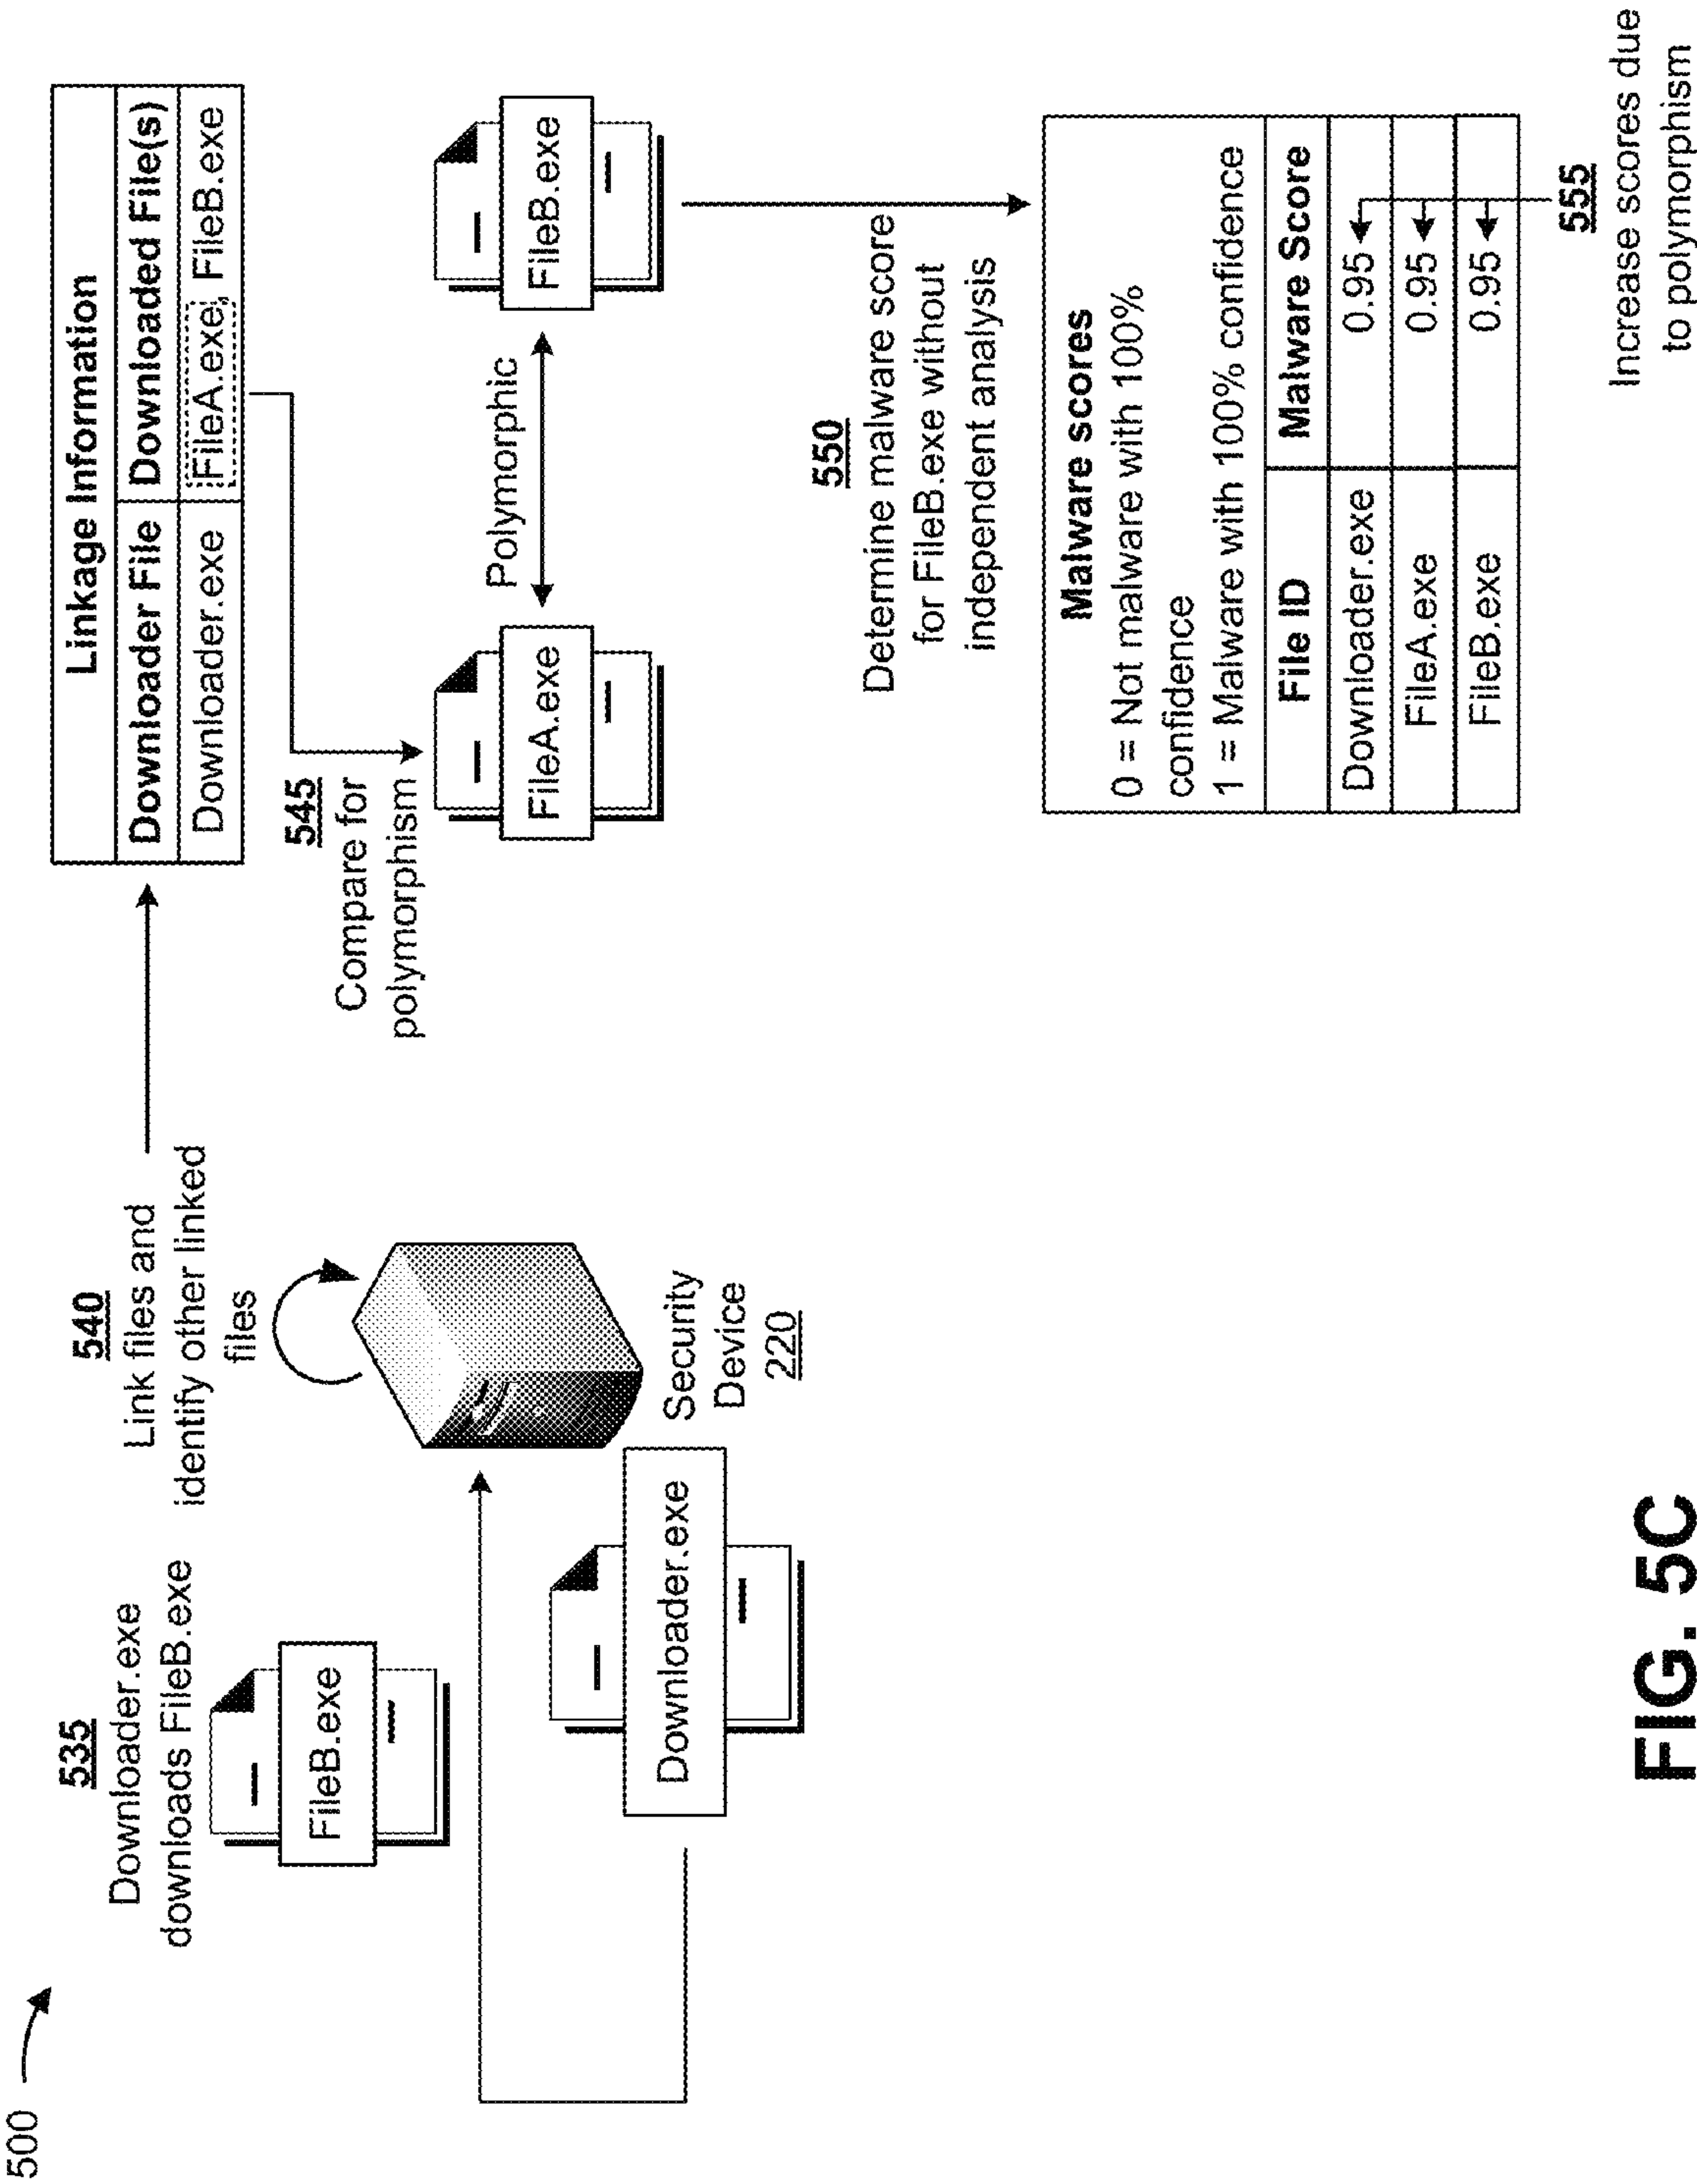 500
535
Downloader.exe
downloads FileB.exe
FileB.exe
Downloader.exe
540
Link files and
identify other linked
files
Security
Device
220
Linkage Information
Downloader File Downloaded File(s)
Downloader.exe FileA.exe, FileB.exe
545
Compare for
polymorphism
FileA.exe
Polymorphic
FileB.exe
550
Determine malware score
for FileB.exe without
independent analysis
Malware scores
0 = Not malware with 100%
confidence
1 = Malware with 100% confidence
File ID Malware Score
Downloader.exe 0.95
FileA.exe 0.95
FileB.exe 0.95
555
Increase scores due
to polymorphism
FIG. 5C